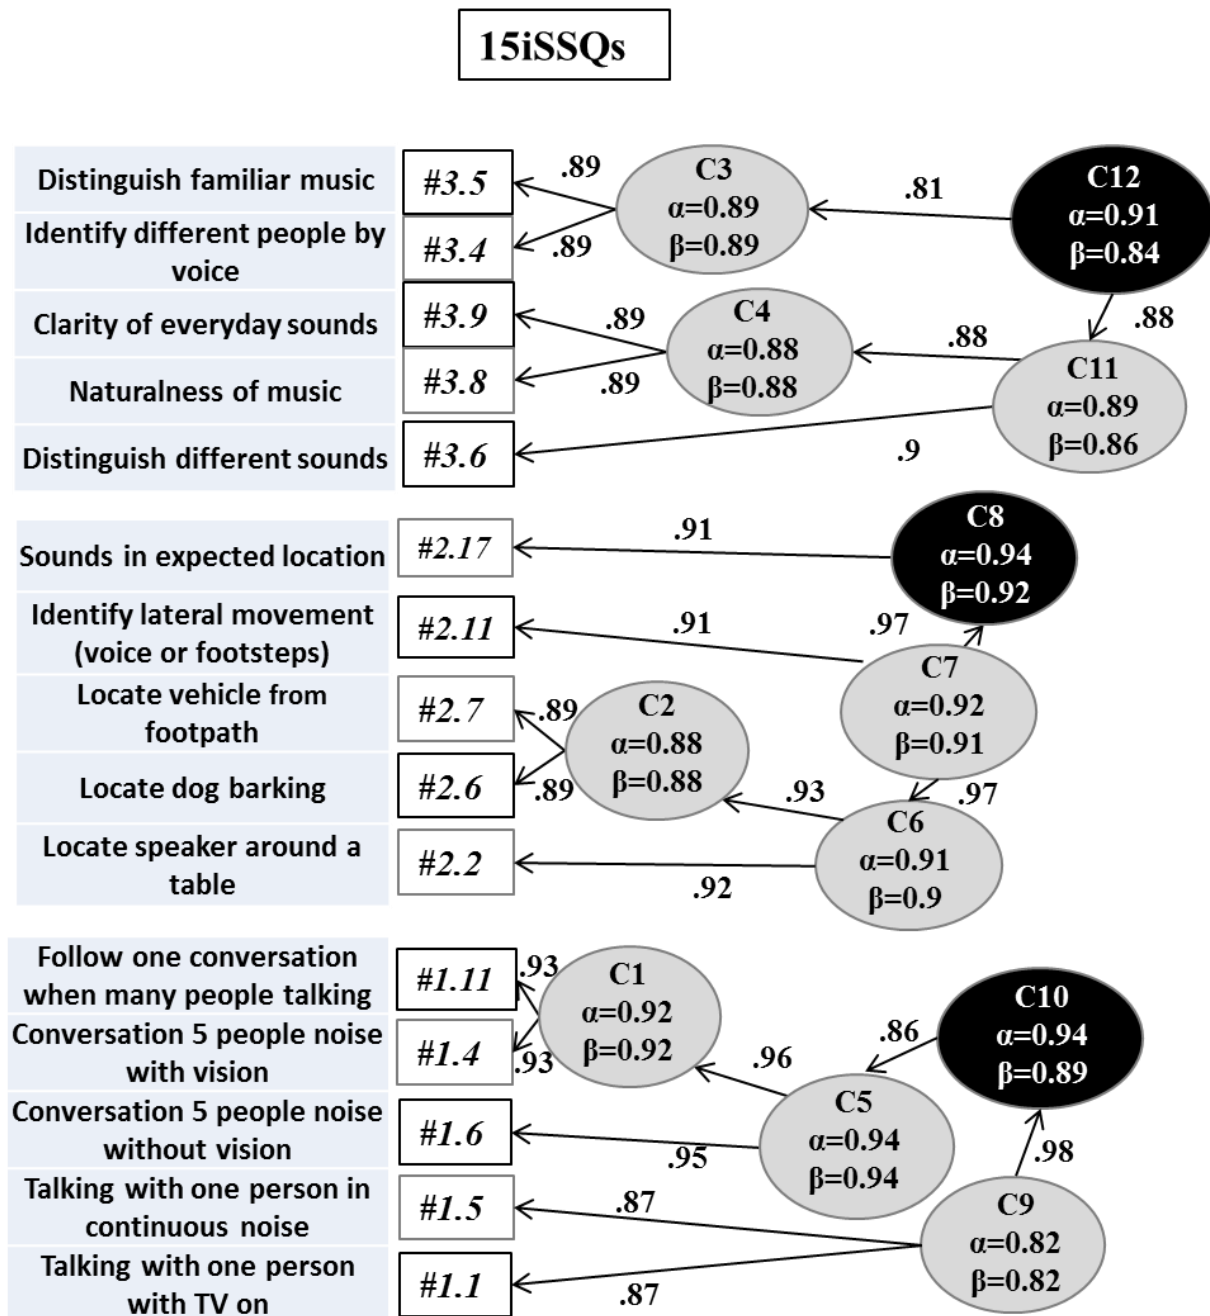 15iSSQs
Distinguish familiar music
#3.5
.89
C3
α=0.89
β=0.89
.81
C12
α=0.91
β=0.84
Identify different people by
voice
#3.4
.89
Clarity of everyday sounds
#3.9
.89
C4
α=0.88
β=0.88
.88
.88
C11
α=0.89
β=0.86
Naturalness of music
#3.8
.89
Distinguish different sounds
#3.6
.9
Sounds in expected location
#2.17
.91
C8
α=0.94
β=0.92
Identify lateral movement
(voice or footsteps)
#2.11
.91
.97
C7
α=0.92
β=0.91
Locate vehicle from
footpath
#2.7
.89
C2
α=0.88
β=0.88
Locate dog barking
#2.6
.89
.93
.97
C6
α=0.91
β=0.9
Locate speaker around a
table
#2.2
.92
Follow one conversation
when many people talking
#1.11
.93
C1
α=0.92
β=0.92
C10
α=0.94
β=0.89
Conversation 5 people noise
with vision
#1.4
.93
.96
.86
Conversation 5 people noise
without vision
#1.6
.95
C5
α=0.94
β=0.94
.98
Talking with one person in
continuous noise
#1.5
.87
C9
α=0.82
β=0.82
Talking with one person
with TV on
#1.1
.87